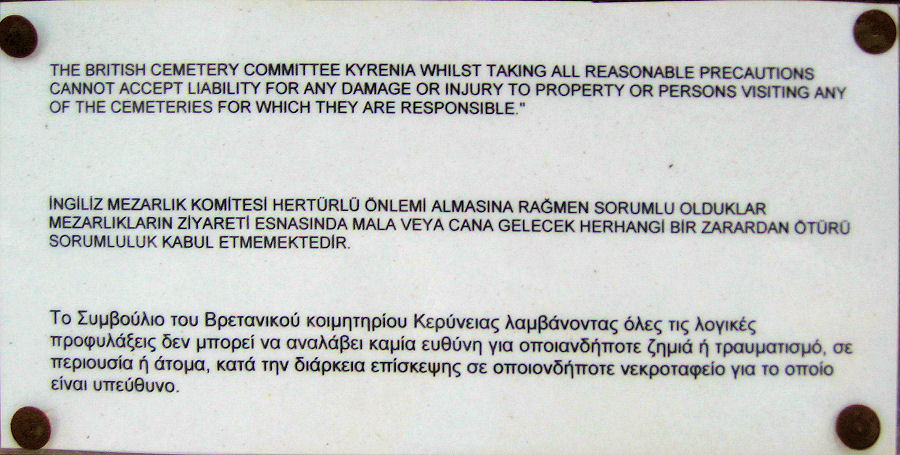 THE BRITISH CEMETERY COMMITTEE KYRENIA WHILST TAKING ALL REASONABLE PRECAUTIONS
CANNOT ACCEPT LIABILITY FOR ANY DAMAGE OR INJURY TO PROPERTY OR PERSONS VISITING ANY
OF THE CEMETERIES FOR WHICH THEY ARE RESPONSIBLE."
İNGİLİZ MEZARLIK KOMİTESİ HERTÜRLÜ ÖNLEMİ ALMASINA RAĞMEN SORUMLU OLDUKLAR
MEZARLIKLARIN ZİYARETİ ESNASINDA MALA VEYA CANA GELECEK HERHANGİ BİR ZARARDAN ÖTÜRÜ
SORUMLULUK KABUL ETMEMEKTEDİR.
Το Συμβούλιο του Βρετανικού κοιμητηρίου Κερύνειας λαμβάνοντας όλες τις λογικές
προφυλάξεις δεν μπορεί να αναλάβει καμία ευθύνη για οποιανδήποτε ζημιά ή τραυματισμό, σε
περιουσία ή άτομα, κατά την διάρκεια επίσκεψης σε οποιονδήποτε νεκροταφείο για το οποίο
είναι υπεύθυνο.